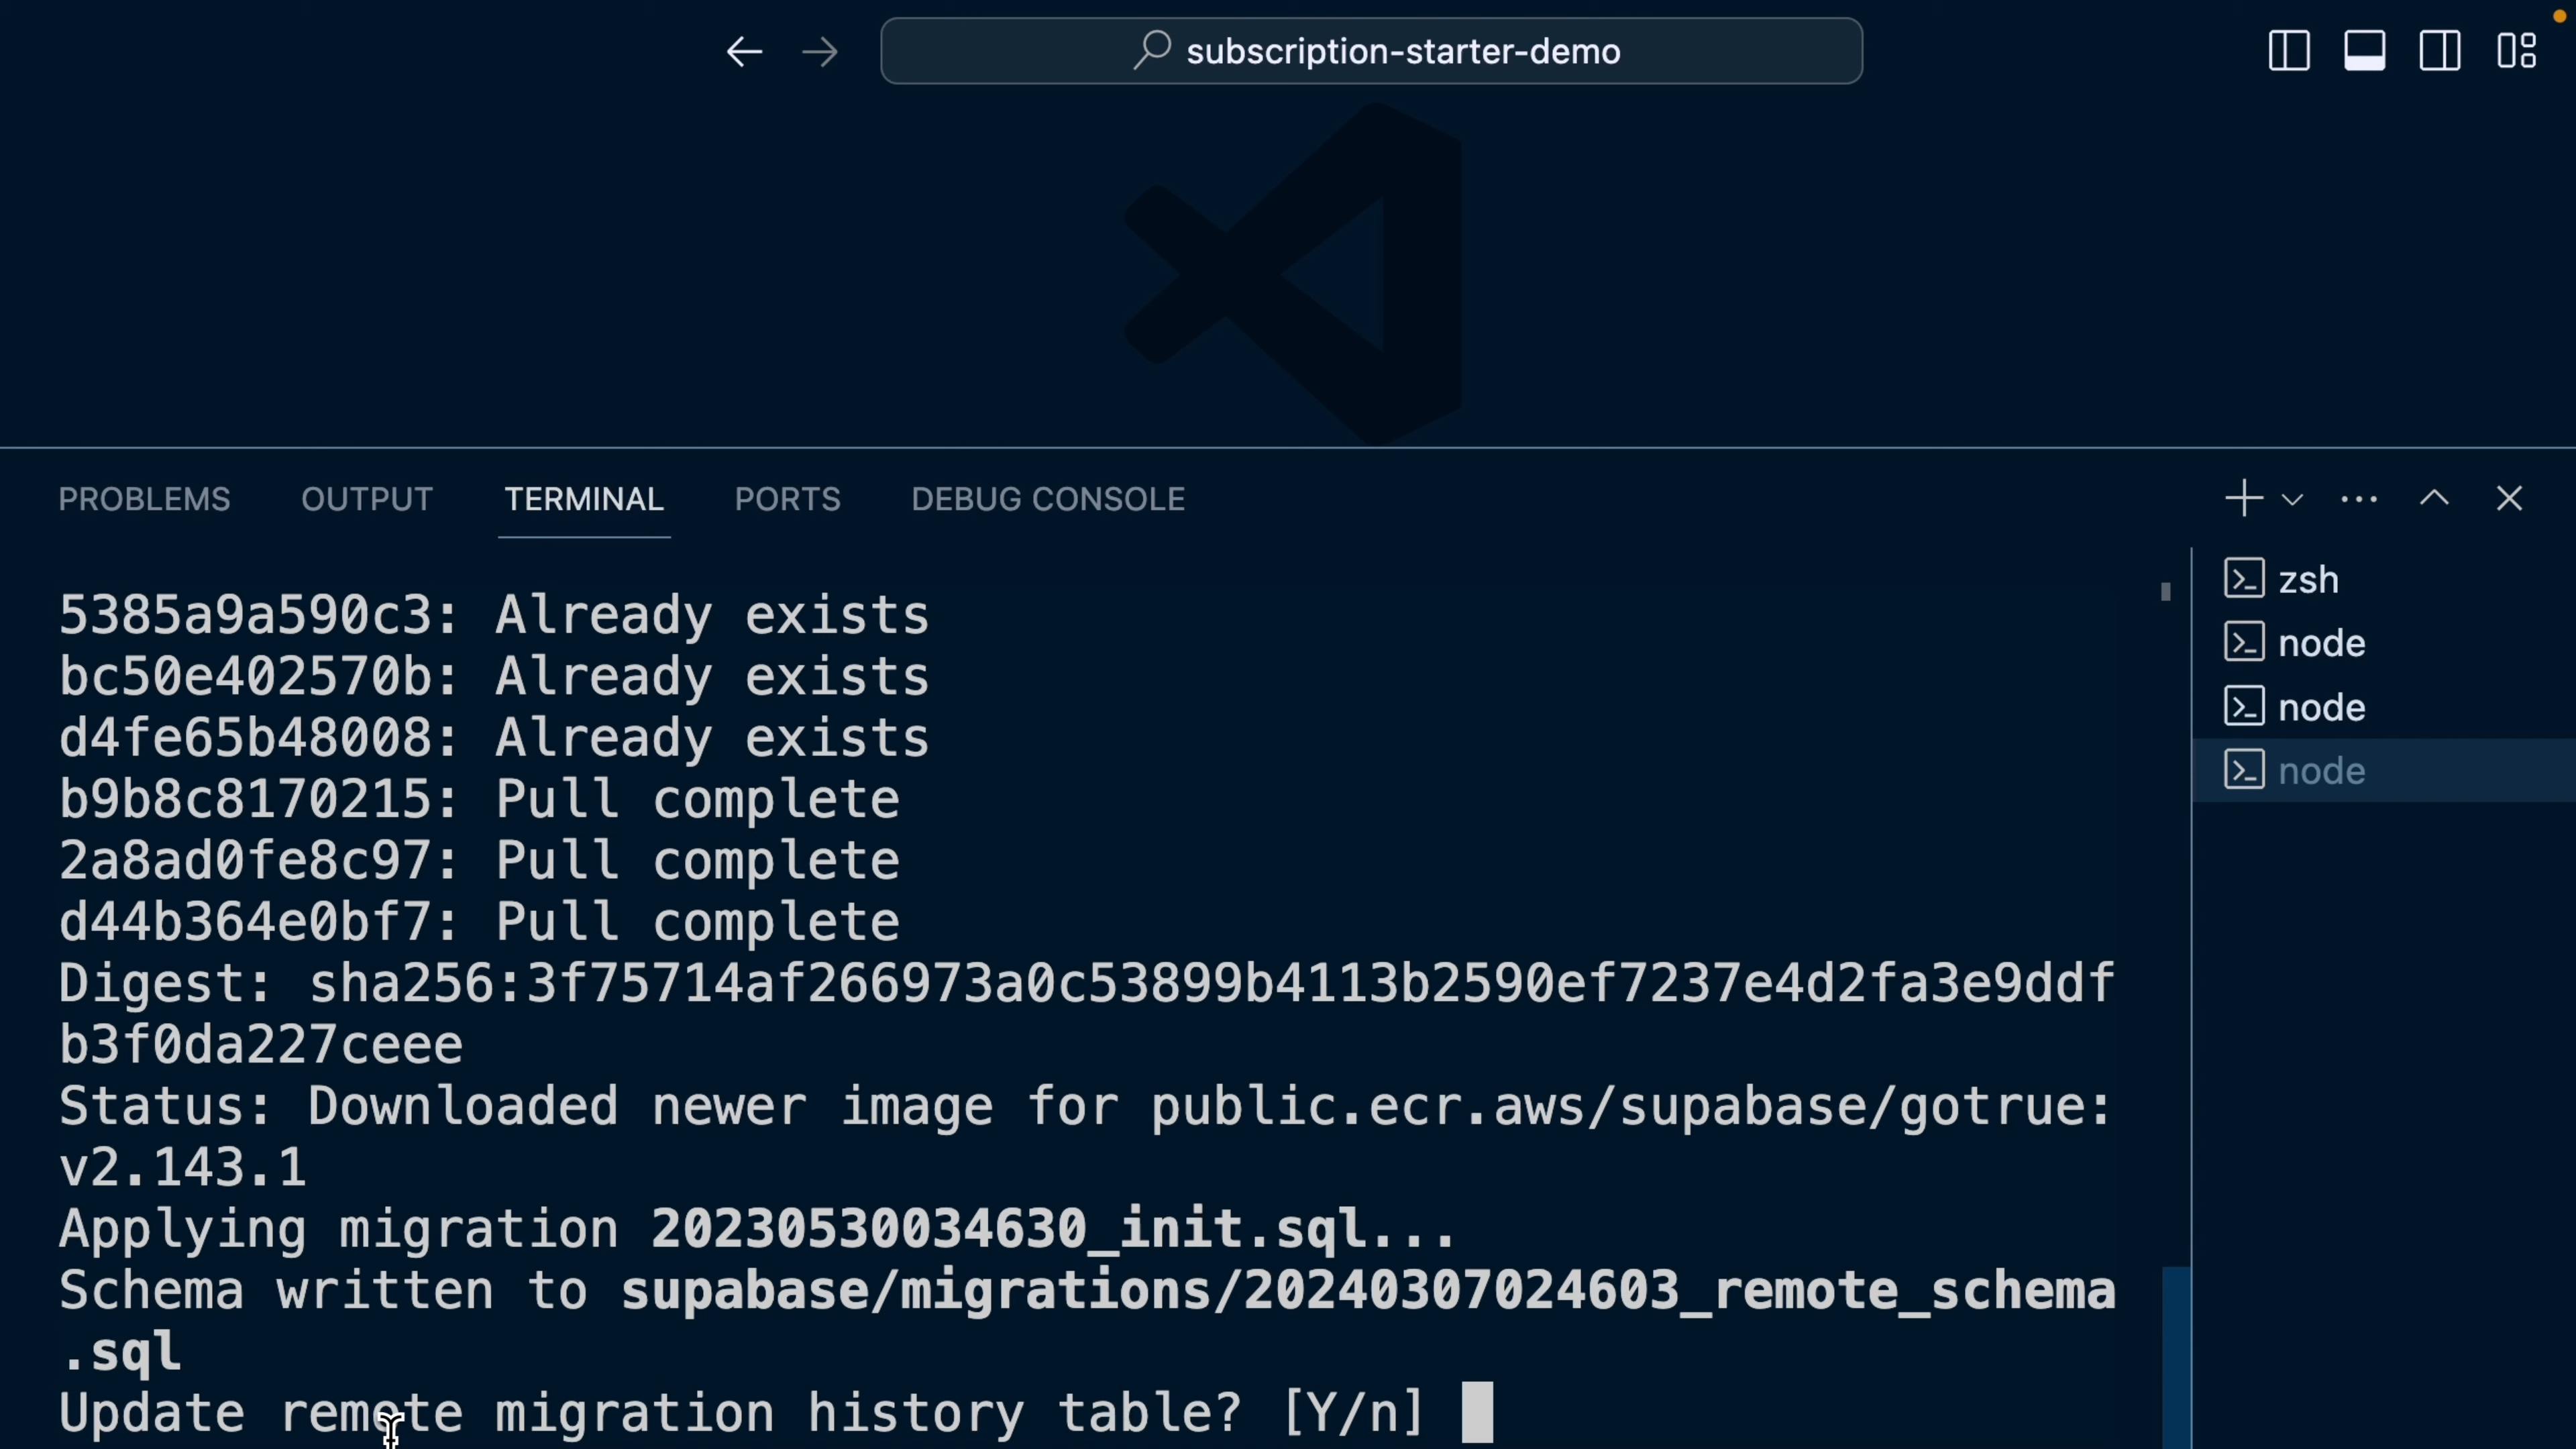 subscription-starter-demo
PROBLEMS OUTPUT TERMINAL PORTS DEBUG CONSOLE
zsh
node
node
node
5385a9a590c3: Already exists
bc50e402570b: Already exists
d4fe65b48008: Already exists
b9b8c8170215: Pull complete
2a8ad0fe8c97: Pull complete
d44b364e0bf7: Pull complete
Digest: sha256:3f75714af266973a0c53899b4113b2590ef7237e4d2fa3e9ddf
b3f0da227ceee
Status: Downloaded newer image for public.ecr.aws/supabase/gotrue:
v2.143.1
Applying migration 20230530034630_init.sql...
Schema written to supabase/migrations/20240307024603_remote_schema
.sql
Update remote migration history table? [Y/n]